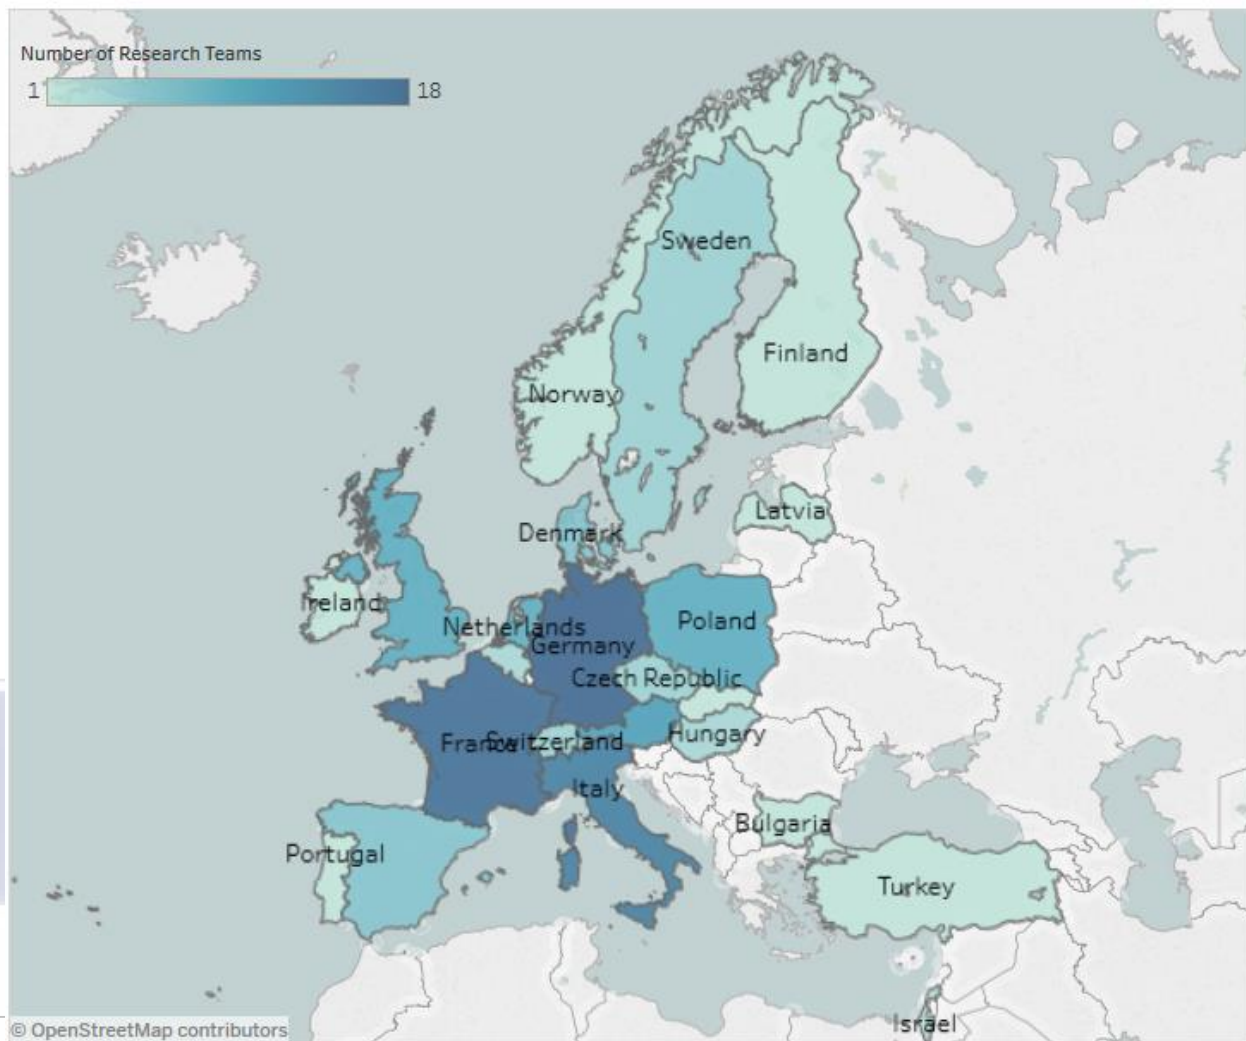 Number of Research Teams
1 18
Sweden
Finland
Norway
Latvia
Denmark
Ireland
Netherlands
Poland
Germany
Czech Republic
Hungary
France
Switzerland
Italy
Bulgaria
Portugal
Turkey
Israel
© OpenStreetMap contributors